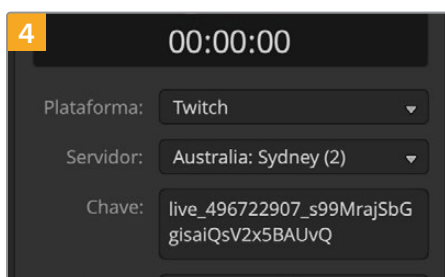 4
00:00:00
Plataforma: Twitch
Servidor: Australia: Sydney (2)
Chave: live_496722907_s99MrajSbG
gisaiQsV2x5BAUvQ